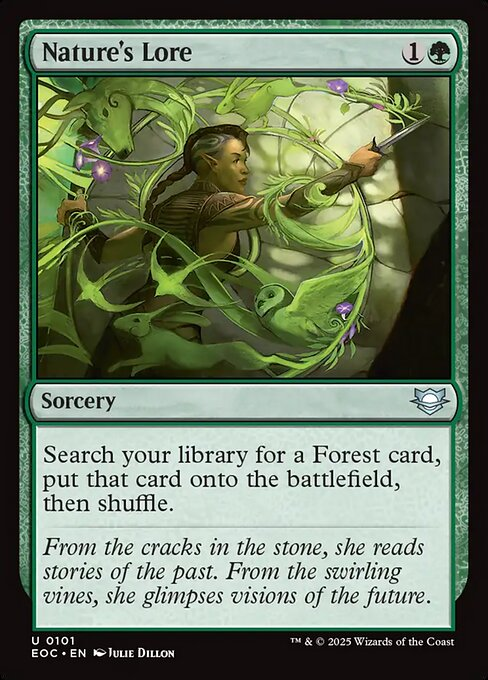 Nature's Lore 1
Sorcery
Search your library for a Forest card,
put that card onto the battlefield,
then shuffle.
From the cracks in the stone, she reads
stories of the past. From the swirling
vines, she glimpses visions of the future.
U 0101
EOC • EN Julie Dillon
™ & © 2025 Wizards of the Coast